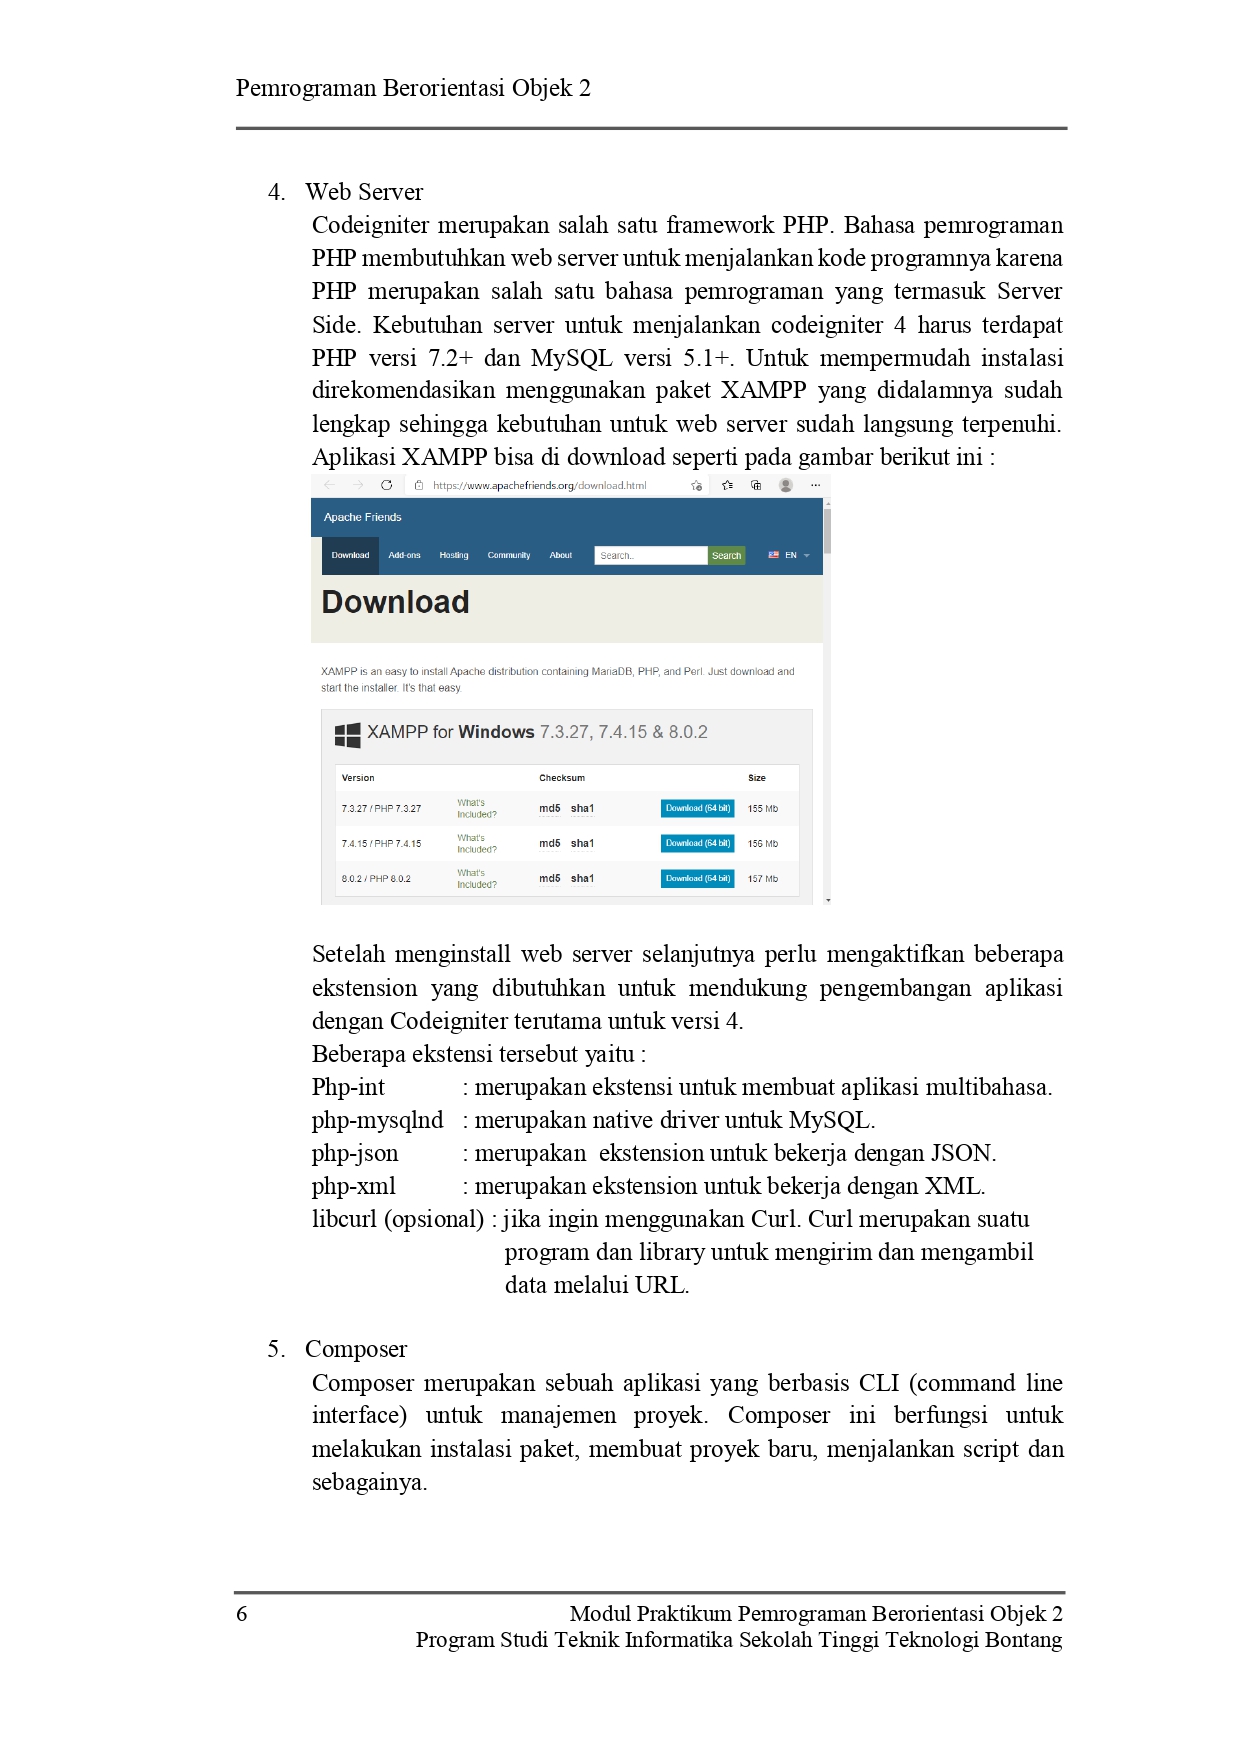 Pemrograman Berorientasi Objek 2
4. Web Server
Codeigniter merupakan salah satu framework PHP. Bahasa pemrograman
PHP membutuhkan web server untuk menjalankan kode programnya karena
PHP merupakan salah satu bahasa pemrograman yang termasuk Server
Side. Kebutuhan server untuk menjalankan codeigniter 4 harus terdapat
PHP versi 7.2+ dan MySQL versi 5.1+. Untuk mempermudah instalasi
direkomendasikan menggunakan paket XAMPP yang didalamnya sudah
lengkap sehingga kebutuhan untuk web server sudah langsung terpenuhi.
Aplikasi XAMPP bisa di download seperti pada gambar berikut ini :
https://www.apachefriends.org/download.html
Apache Friends
Download Add-ons Hosting Community About Search.. Search EN
Download
XAMPP is an easy to install Apache distribution containing MariaDB, PHP, and Perl. Just download and
start the installer. It's that easy.
XAMPP for Windows 7.3.27, 7.4.15 & 8.0.2
Version Checksum Size
7.3.27 / PHP 7.3.27 What's Included? md5 sha1 Download (64 bit) 155 Mb
7.4.15 / PHP 7.4.15 What's Included? md5 sha1 Download (64 bit) 156 Mb
8.0.2 / PHP 8.0.2 What's Included? md5 sha1 Download (64 bit) 157 Mb
Setelah menginstall web server selanjutnya perlu mengaktifkan beberapa
ekstension yang dibutuhkan untuk mendukung pengembangan aplikasi
dengan Codeigniter terutama untuk versi 4.
Beberapa ekstensi tersebut yaitu :
Php-int : merupakan ekstensi untuk membuat aplikasi multibahasa.
php-mysqlnd : merupakan native driver untuk MySQL.
php-json : merupakan ekstension untuk bekerja dengan JSON.
php-xml : merupakan ekstension untuk bekerja dengan XML.
libcurl (opsional) : jika ingin menggunakan Curl. Curl merupakan suatu
program dan library untuk mengirim dan mengambil
data melalui URL.
5. Composer
Composer merupakan sebuah aplikasi yang berbasis CLI (command line
interface) untuk manajemen proyek. Composer ini berfungsi untuk
melakukan instalasi paket, membuat proyek baru, menjalankan script dan
sebagainya.
6 Modul Praktikum Pemrograman Berorientasi Objek 2
Program Studi Teknik Informatika Sekolah Tinggi Teknologi Bontang